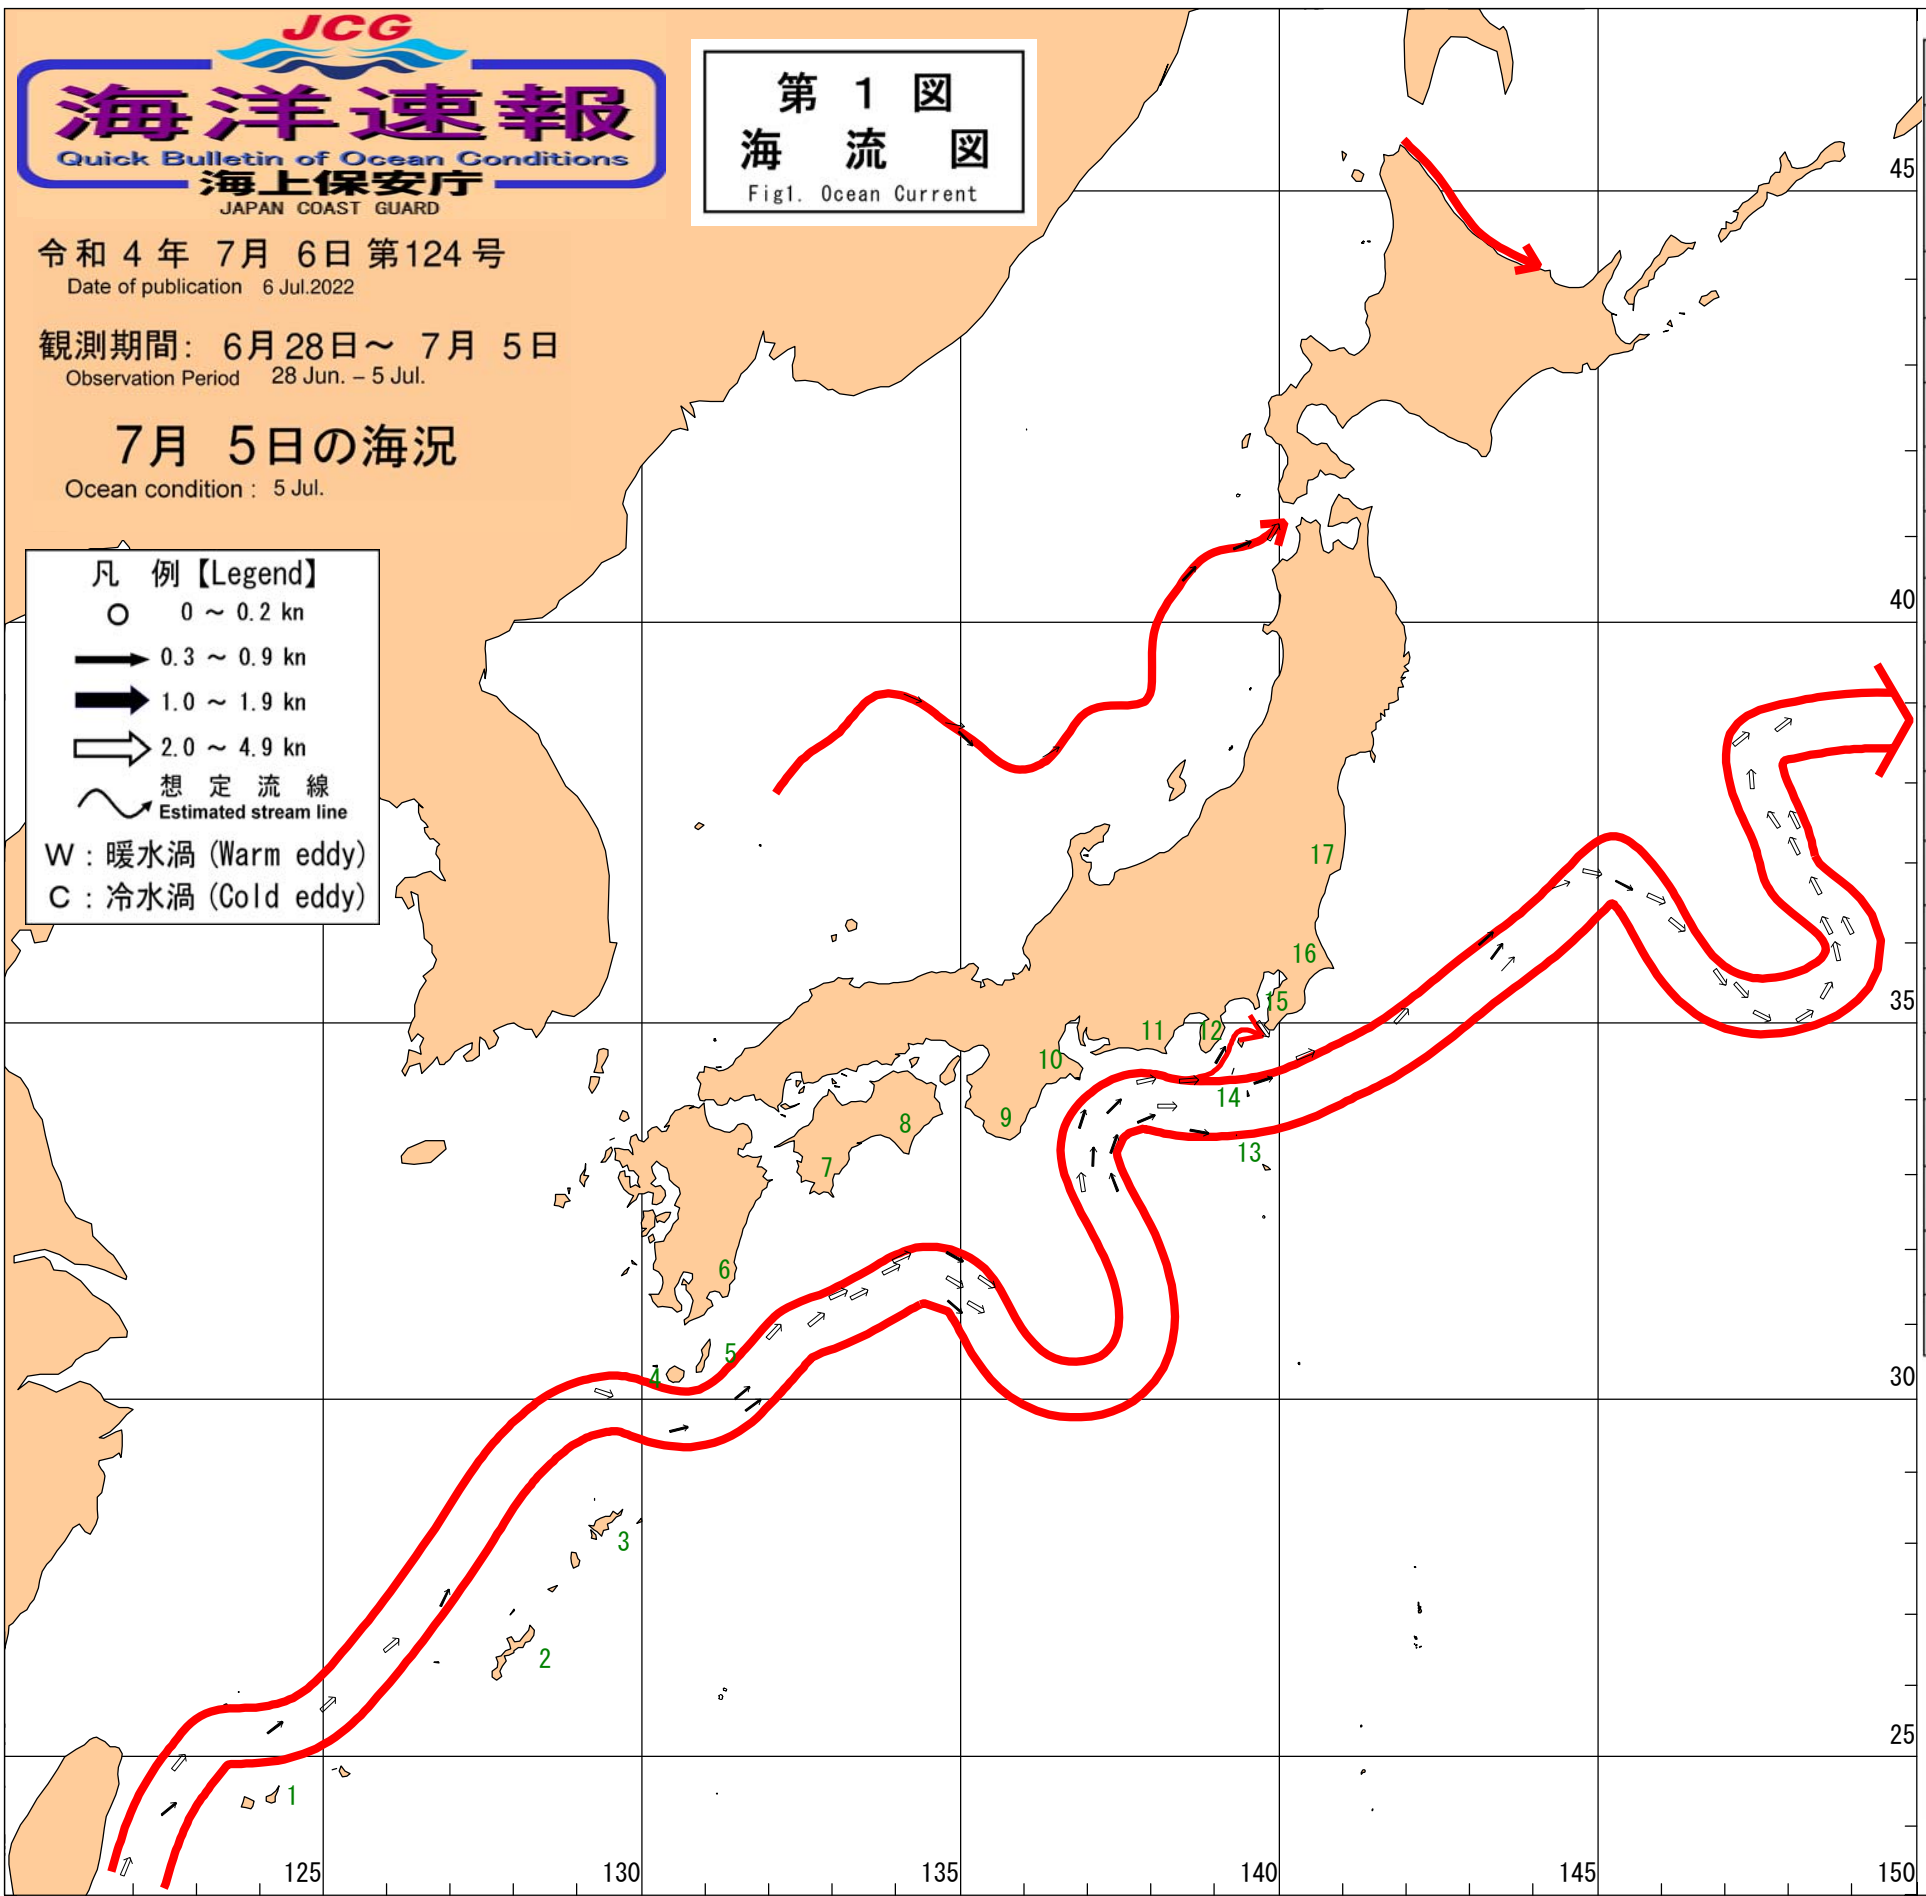 JCG
海洋速報
Quick Bulletin of Ocean Conditions
海上保安庁
JAPAN COAST GUARD
第 1 図
海 流 図
Fig1. Ocean Current
令和 4 年 7月 6日 第124号
Date of publication 6 Jul.2022
観測期間: 6月28日～ 7月 5日
Observation Period 28 Jun. – 5 Jul.
7月 5日の海況
Ocean condition : 5 Jul.
凡 例【Legend】
0 ～ 0.2 kn
0.3 ～ 0.9 kn
1.0 ～ 1.9 kn
2.0 ～ 4.9 kn
想 定 流 線
Estimated stream line
W : 暖水渦 (Warm eddy)
C : 冷水渦 (Cold eddy)
45
40
17
16
15
35
11
12
10
14
9
8
13
7
6
5
4
30
3
2
25
1
125
130
135
140
145
150